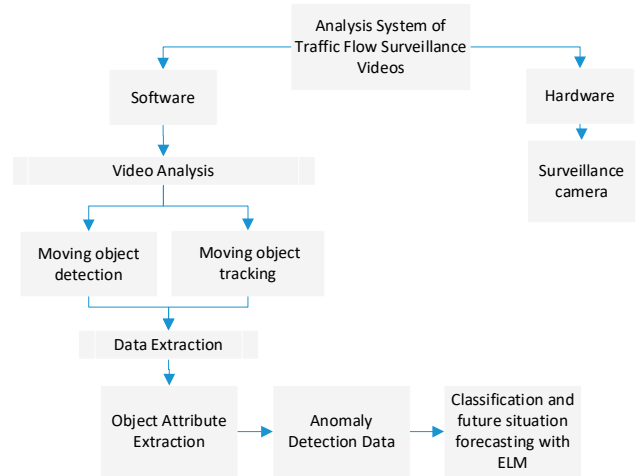 Analysis System of
Traffic Flow Surveillance
Videos
Software
Hardware
Video Analysis
Surveillance
camera
Moving object
detection
Moving object
tracking
Data Extraction
Object Attribute
Extraction
Anomaly
Detection Data
Classification and
future situation
forecasting with
ELM